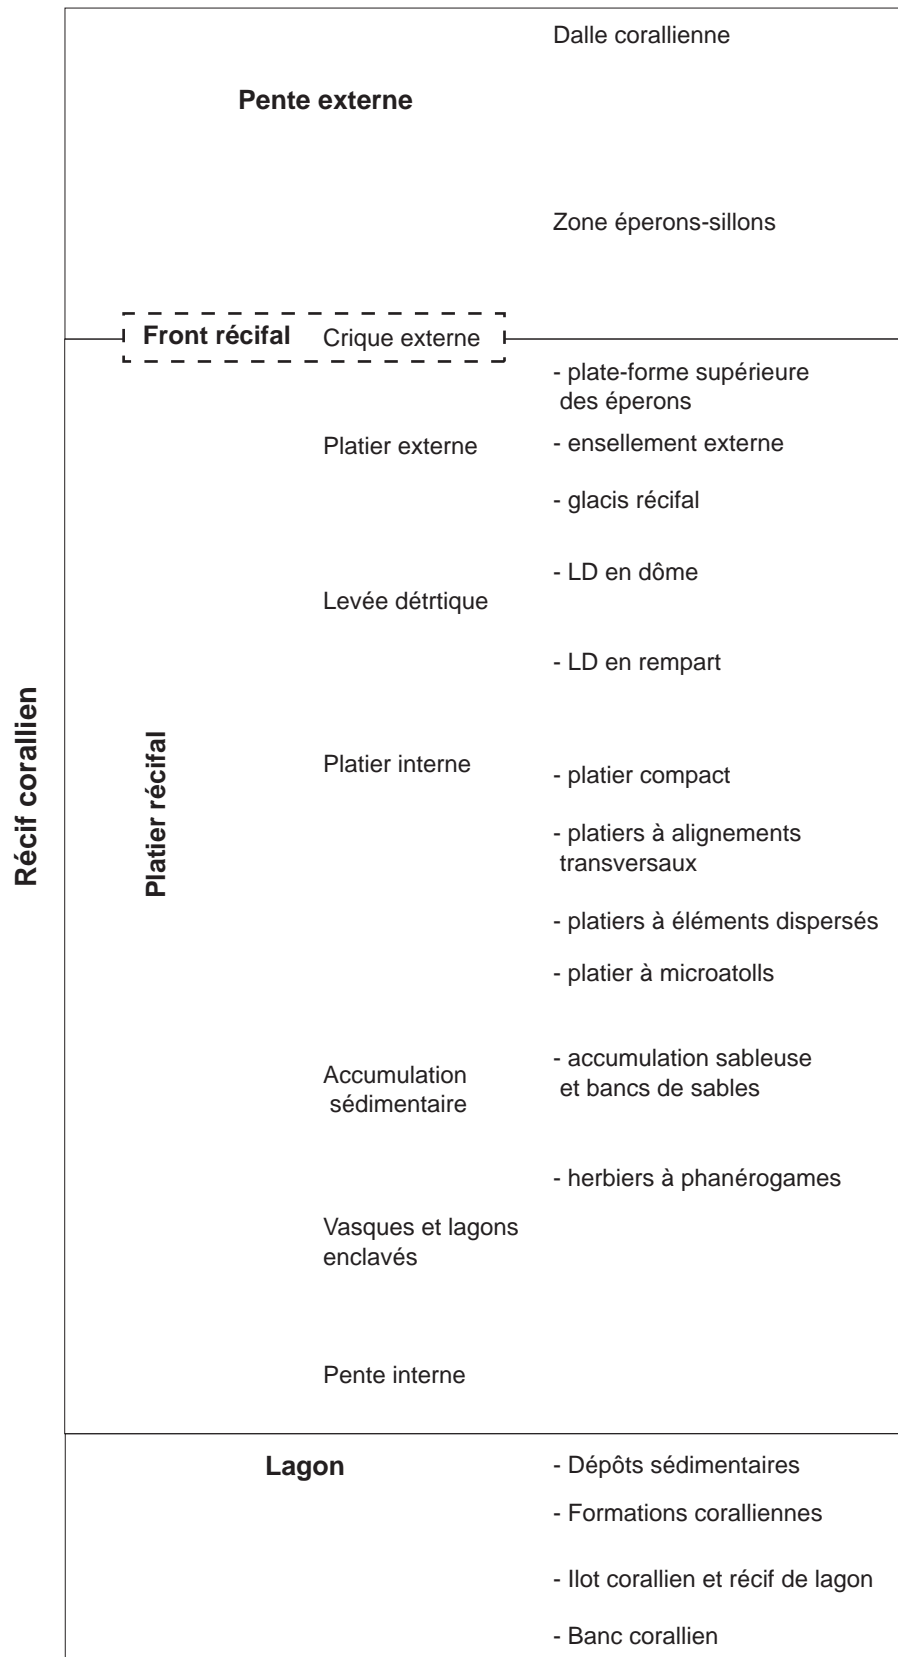 Dalle corallienne
Pente externe
Zone éperons-sillons
Front récifal
Crique externe
- plate-forme supérieure
des éperons
Platier externe
- ensellement externe
- glacis récifal
- LD en dôme
Levée détrtique
- LD en rempart
Récif corallien
Platier récifal
Platier interne
- platier compact
- platiers à alignements
transversaux
- platiers à éléments dispersés
- platier à microatolls
Accumulation
sédimentaire
- accumulation sableuse
et bancs de sables
- herbiers à phanérogames
Vasques et lagons
enclavés
Pente interne
Lagon
- Dépôts sédimentaires
- Formations coralliennes
- Ilot corallien et récif de lagon
- Banc corallien